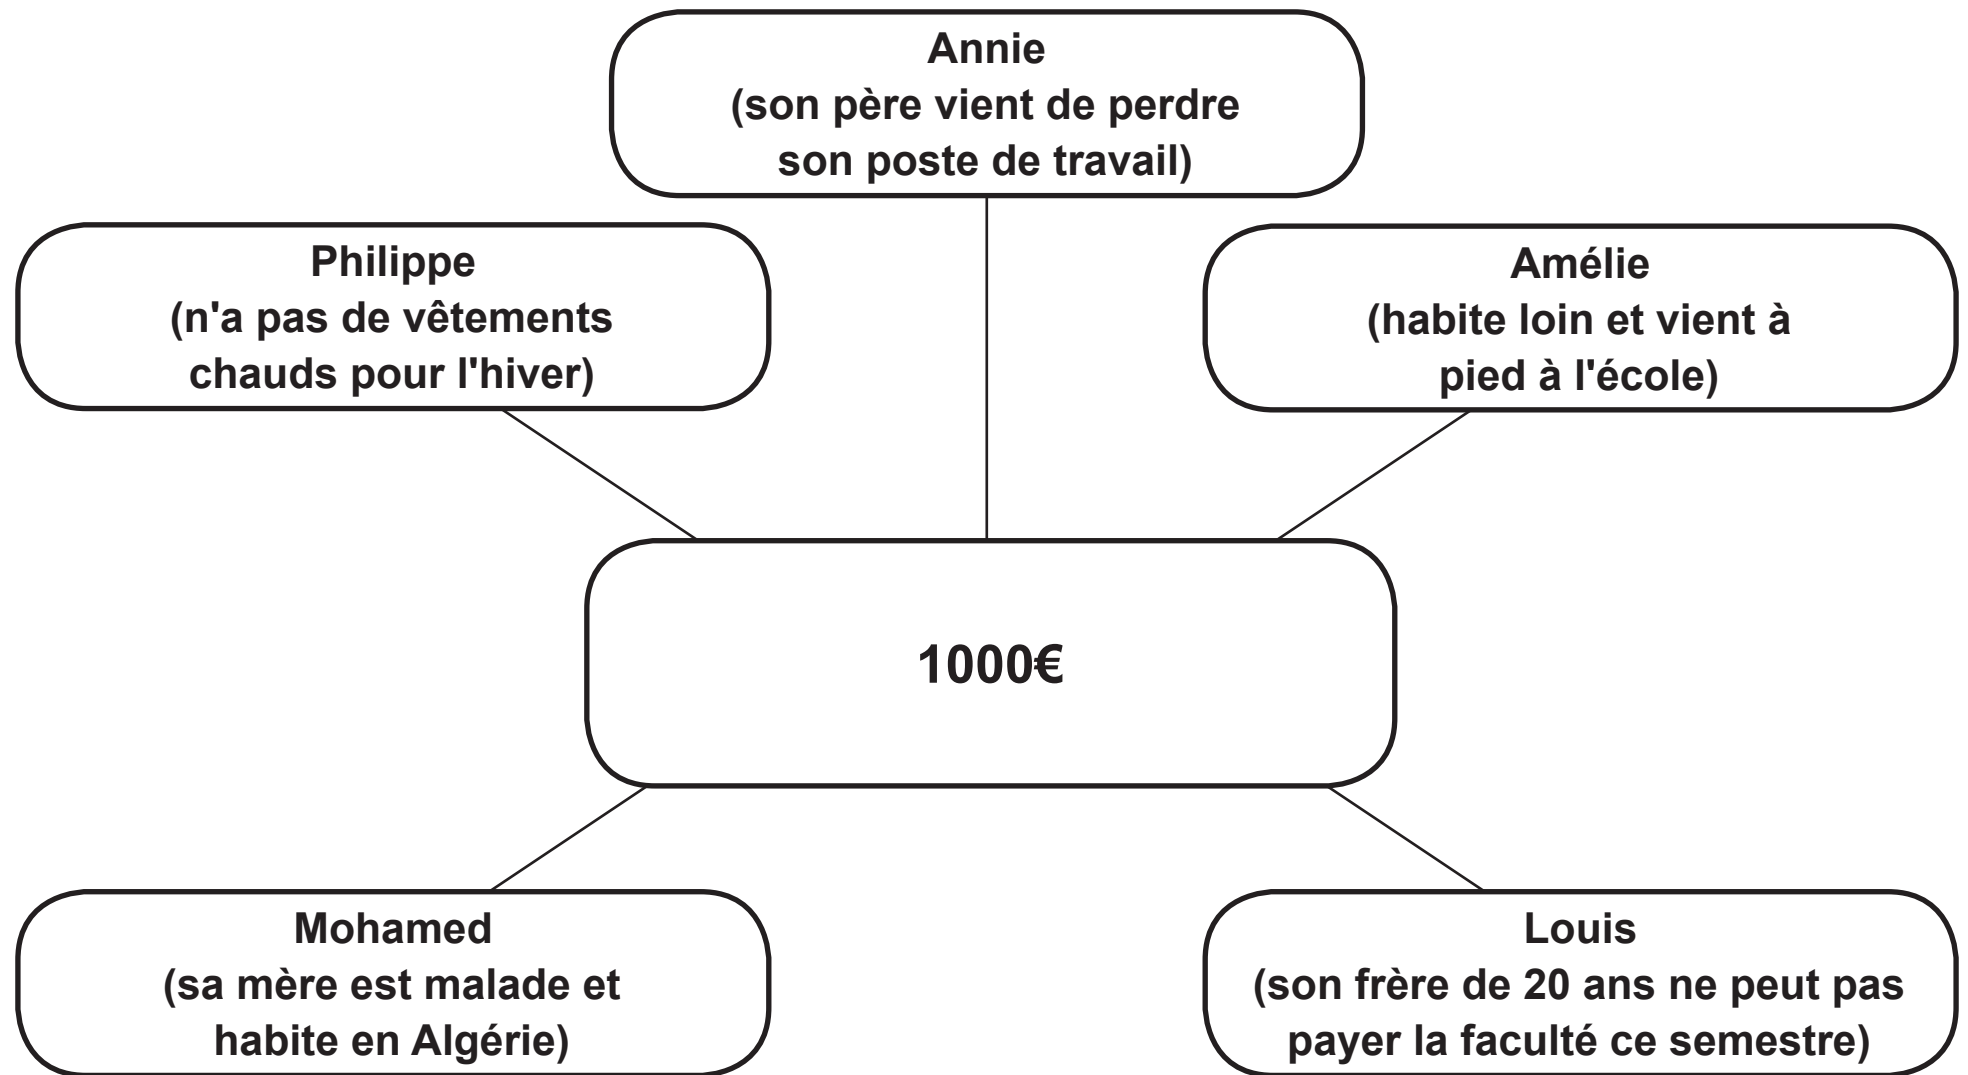 Annie
(son père vient de perdre
son poste de travail)
Philippe
(n'a pas de vêtements
chauds pour l'hiver)
Amélie
(habite loin et vient à
pied à l'école)
1000€
Mohamed
(sa mère est malade et
habite en Algérie)
Louis
(son frère de 20 ans ne peut pas
payer la faculté ce semestre)